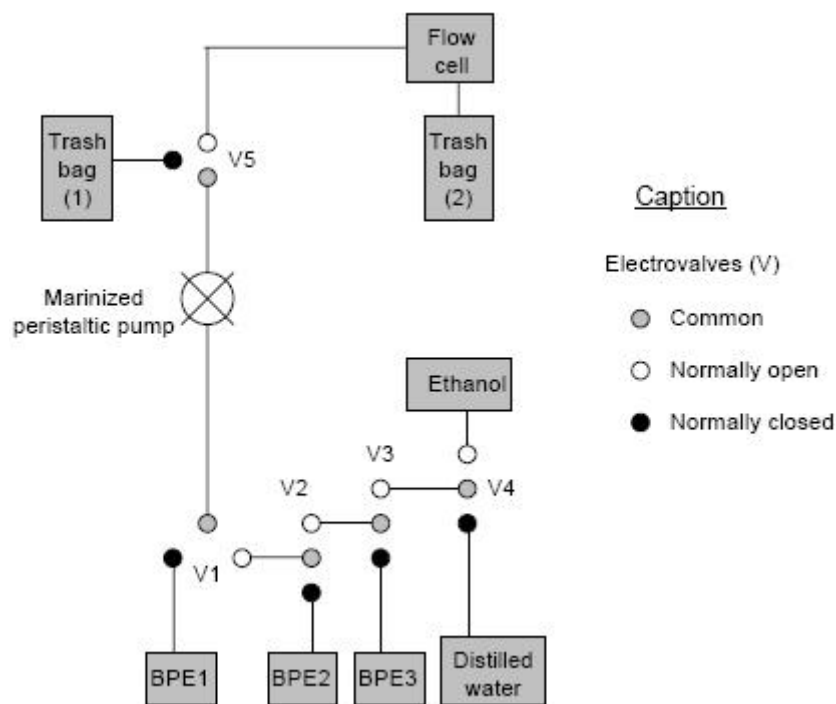 Flow
cell
Trash
bag
(1)
V5
Trash
bag
(2)
Caption
Electrovalves (V)
Marinized
peristaltic pump
Common
Normally open
Normally closed
Ethanol
V3
V2
V4
V1
BPE1
BPE2
BPE3
Distilled
water